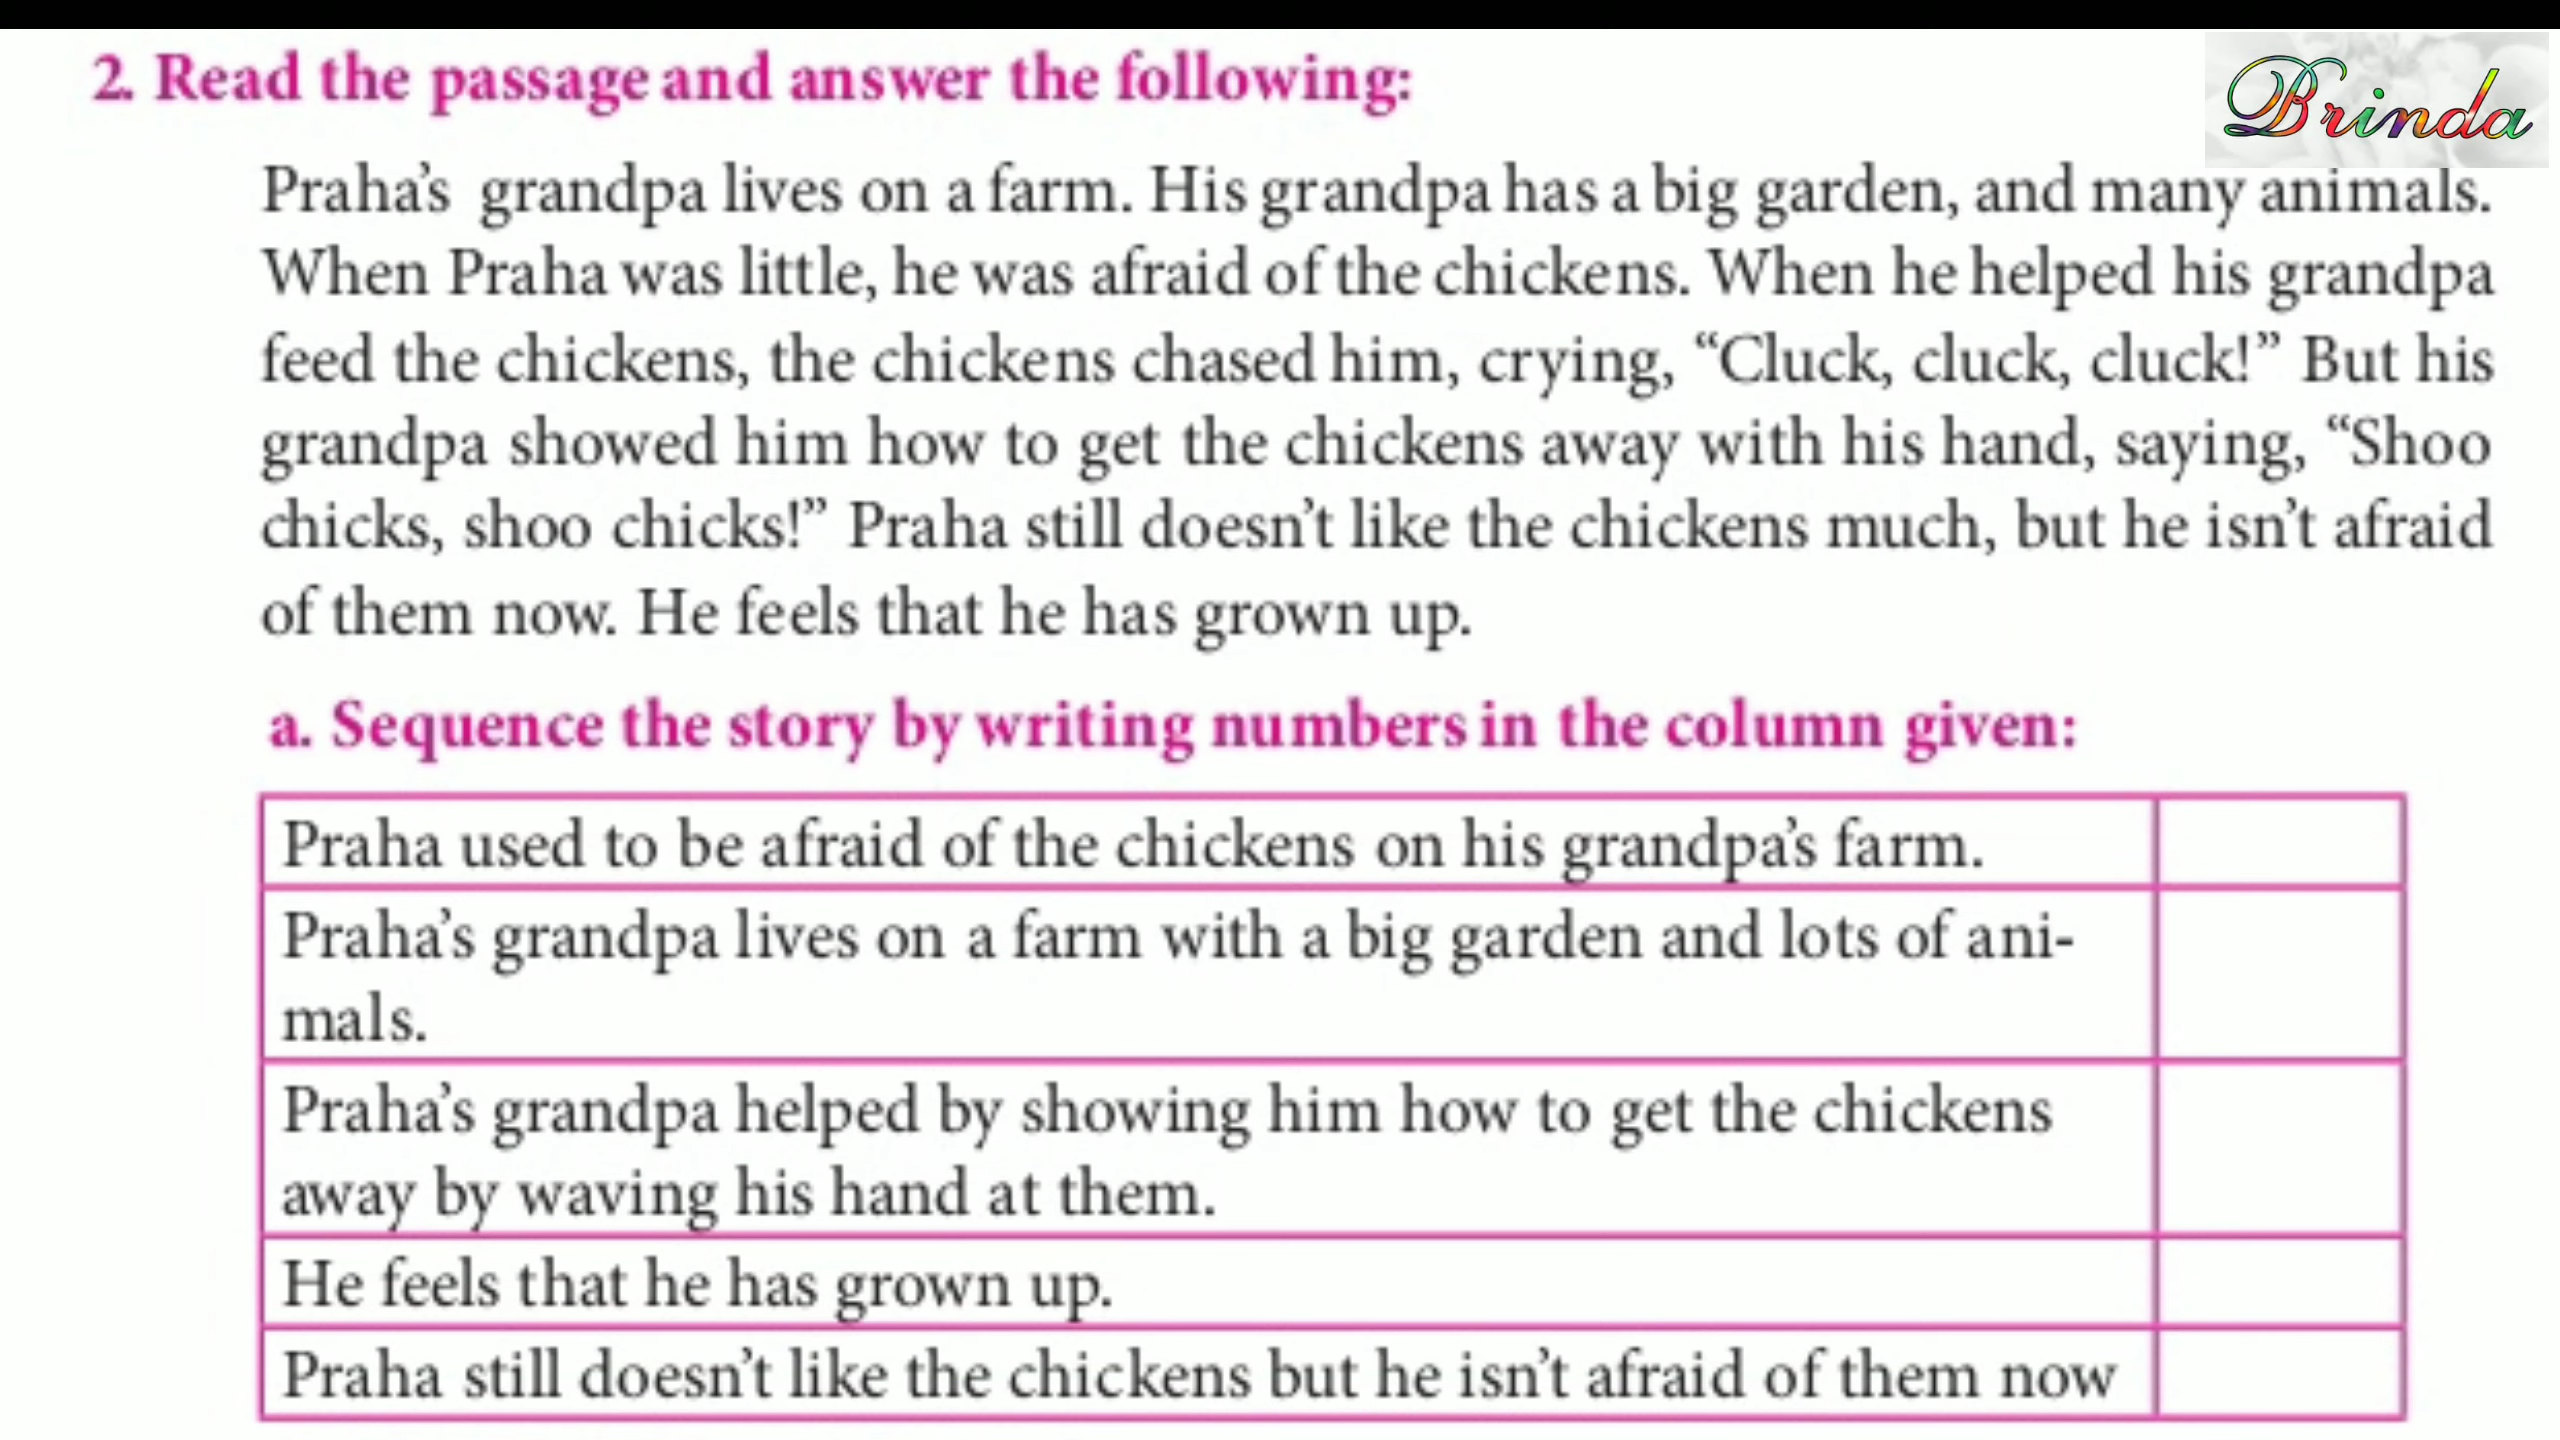 Brinda
2. Read the passage and answer the following:
Praha’s grandpa lives on a farm. His grandpa has a big garden, and many animals.
When Praha was little, he was afraid of the chickens. When he helped his grandpa
feed the chickens, the chickens chased him, crying, “Cluck, cluck, cluck!” But his
grandpa showed him how to get the chickens away with his hand, saying, “Shoo
chicks, shoo chicks!” Praha still doesn’t like the chickens much, but he isn’t afraid
of them now. He feels that he has grown up.
a. Sequence the story by writing numbers in the column given:
Praha used to be afraid of the chickens on his grandpa’s farm.
Praha’s grandpa lives on a farm with a big garden and lots of ani-
mals.
Praha’s grandpa helped by showing him how to get the chickens
away by waving his hand at them.
He feels that he has grown up.
Praha still doesn’t like the chickens but he isn’t afraid of them now